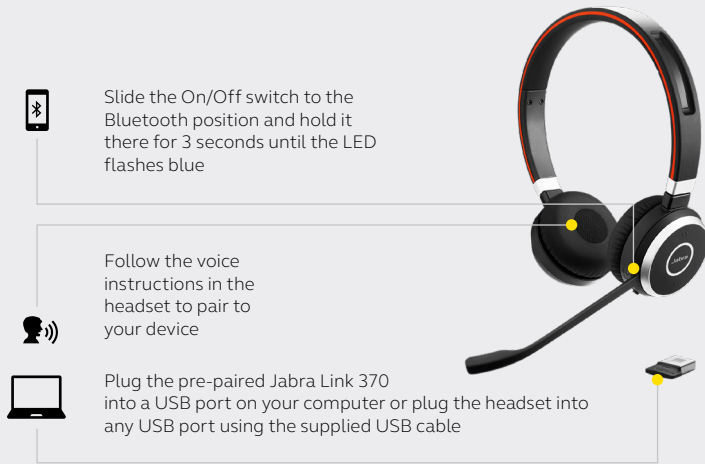 Slide the On/Off switch to the
Bluetooth position and hold it
there for 3 seconds until the LED
flashes blue
Jabra
Follow the voice
instructions in the
headset to pair to
your device
Plug the pre-paired Jabra Link 370
into a USB port on your computer or plug the headset into
any USB port using the supplied USB cable